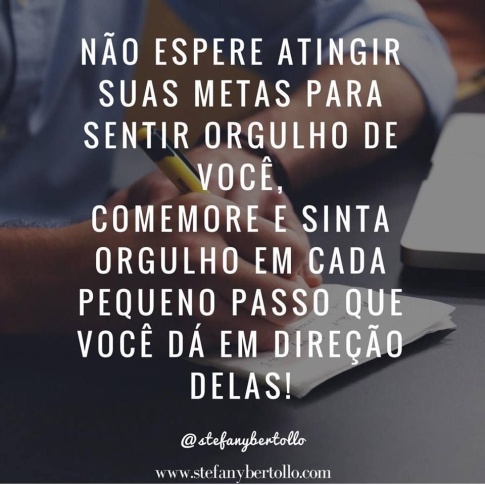 NÃO ESPERE ATINGIR
SUAS METAS PARA
SENTIR ORGULHO DE
VOCÊ,
COMEMORE E SINTA
ORGULHO EM CADA
PEQUENO PASSO QUE
VOCÊ DÁ EM DIREÇÃO
DELAS!
@stefanybertollo
www.stefanybertollo.com